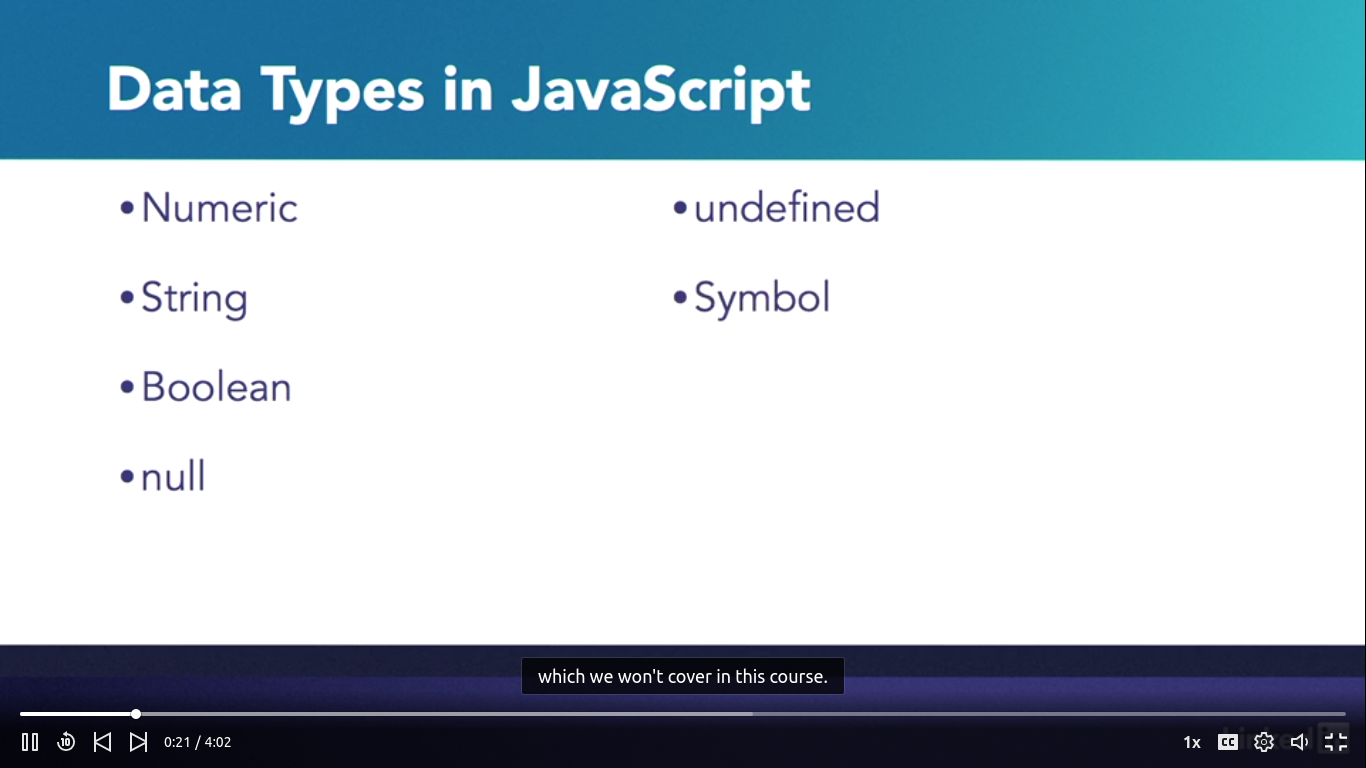 Data Types in JavaScript
•Numeric
•String
•Boolean
•null
•undefined
•Symbol
which we won't cover in this course.
10
0:21 / 4:02
1x
CC